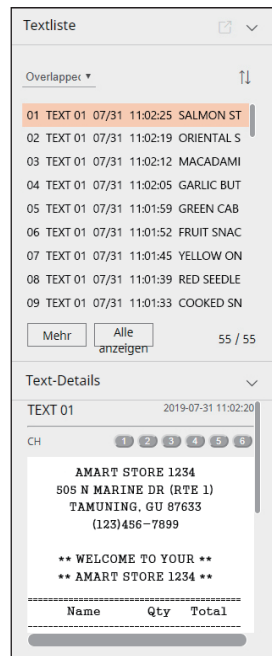 Textliste
Overlapped
01 TEXT 01 07/31 11:02:25 SALMON ST
02 TEXT 01 07/31 11:02:19 ORIENTAL S
03 TEXT 01 07/31 11:02:12 MACADAMI
04 TEXT 01 07/31 11:02:05 GARLIC BUT
05 TEXT 01 07/31 11:01:59 GREEN CAB
06 TEXT 01 07/31 11:01:52 FRUIT SNAC
07 TEXT 01 07/31 11:01:45 YELLOW ON
08 TEXT 01 07/31 11:01:39 RED SEEDLE
09 TEXT 01 07/31 11:01:33 COOKED SN
Mehr Alle anzeigen 55 / 55
Text-Details
TEXT 01 2019-07-31 11:02:20
CH 1 2 3 4 5 6
AMART STORE 1234
505 N MARINE DR (RTE 1)
TAMUNING, GU 87633
(123)456-7899
** WELCOME TO YOUR **
** AMART STORE 1234 **
===================================
Name Qty Total
-----------------------------------